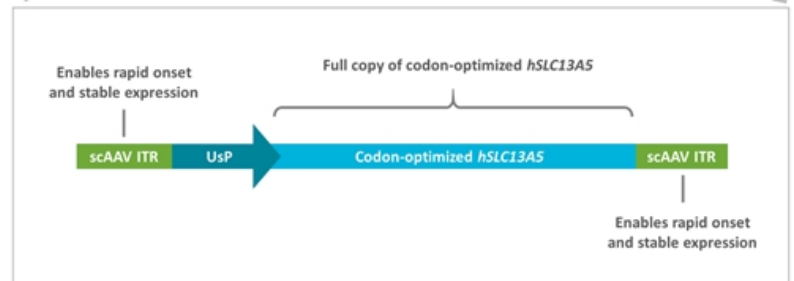 Enables rapid onset
and stable expression
Full copy of codon-optimized hSLC13A5
scAAV ITR
UsP
Codon-optimized hSLC13A5
scAAV ITR
Enables rapid onset
and stable expression